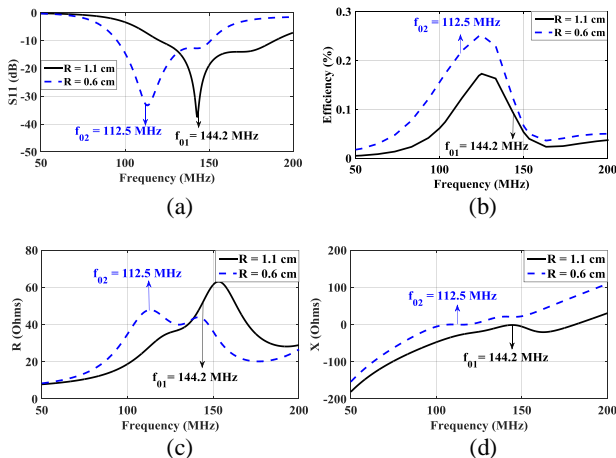 0
-10
-20
-30
-40
-50
S11 (dB)
R = 1.1 cm
R = 0.6 cm
f02 = 112.5 MHz
f01= 144.2 MHz
50 100 150 200
Frequency (MHz)
(a)
0.3
0.2
0.1
0
Efficiency (%)
f02 = 112.5 MHz
R = 1.1 cm
R = 0.6 cm
f01= 144.2 MHz
50 100 150 200
Frequency (MHz)
(b)
80
60
40
20
0
R (Ohms)
R = 1.1 cm
R = 0.6 cm
f02 = 112.5 MHz
f01= 144.2 MHz
50 100 150 200
Frequency (MHz)
(c)
200
100
0
-100
-200
X (Ohms)
R = 1.1 cm
R = 0.6 cm
f02 = 112.5 MHz
f01= 144.2 MHz
50 100 150 200
Frequency (MHz)
(d)